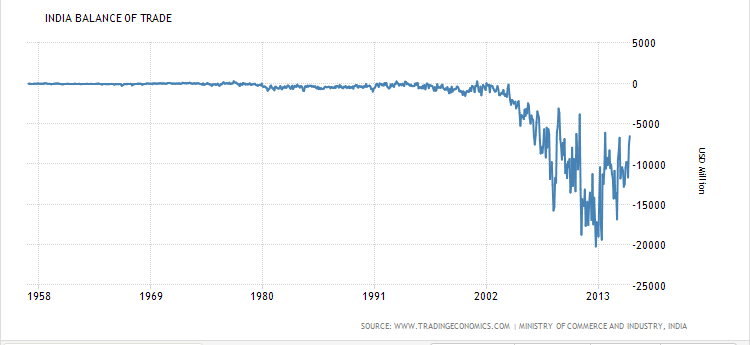 INDIA BALANCE OF TRADE
5000
0
-5000
-10000
-15000
-20000
-25000
USD Million
1958 1969 1980 1991 2002 2013
SOURCE: WWW.TRADINGECONOMICS.COM | MINISTRY OF COMMERCE AND INDUSTRY, INDIA